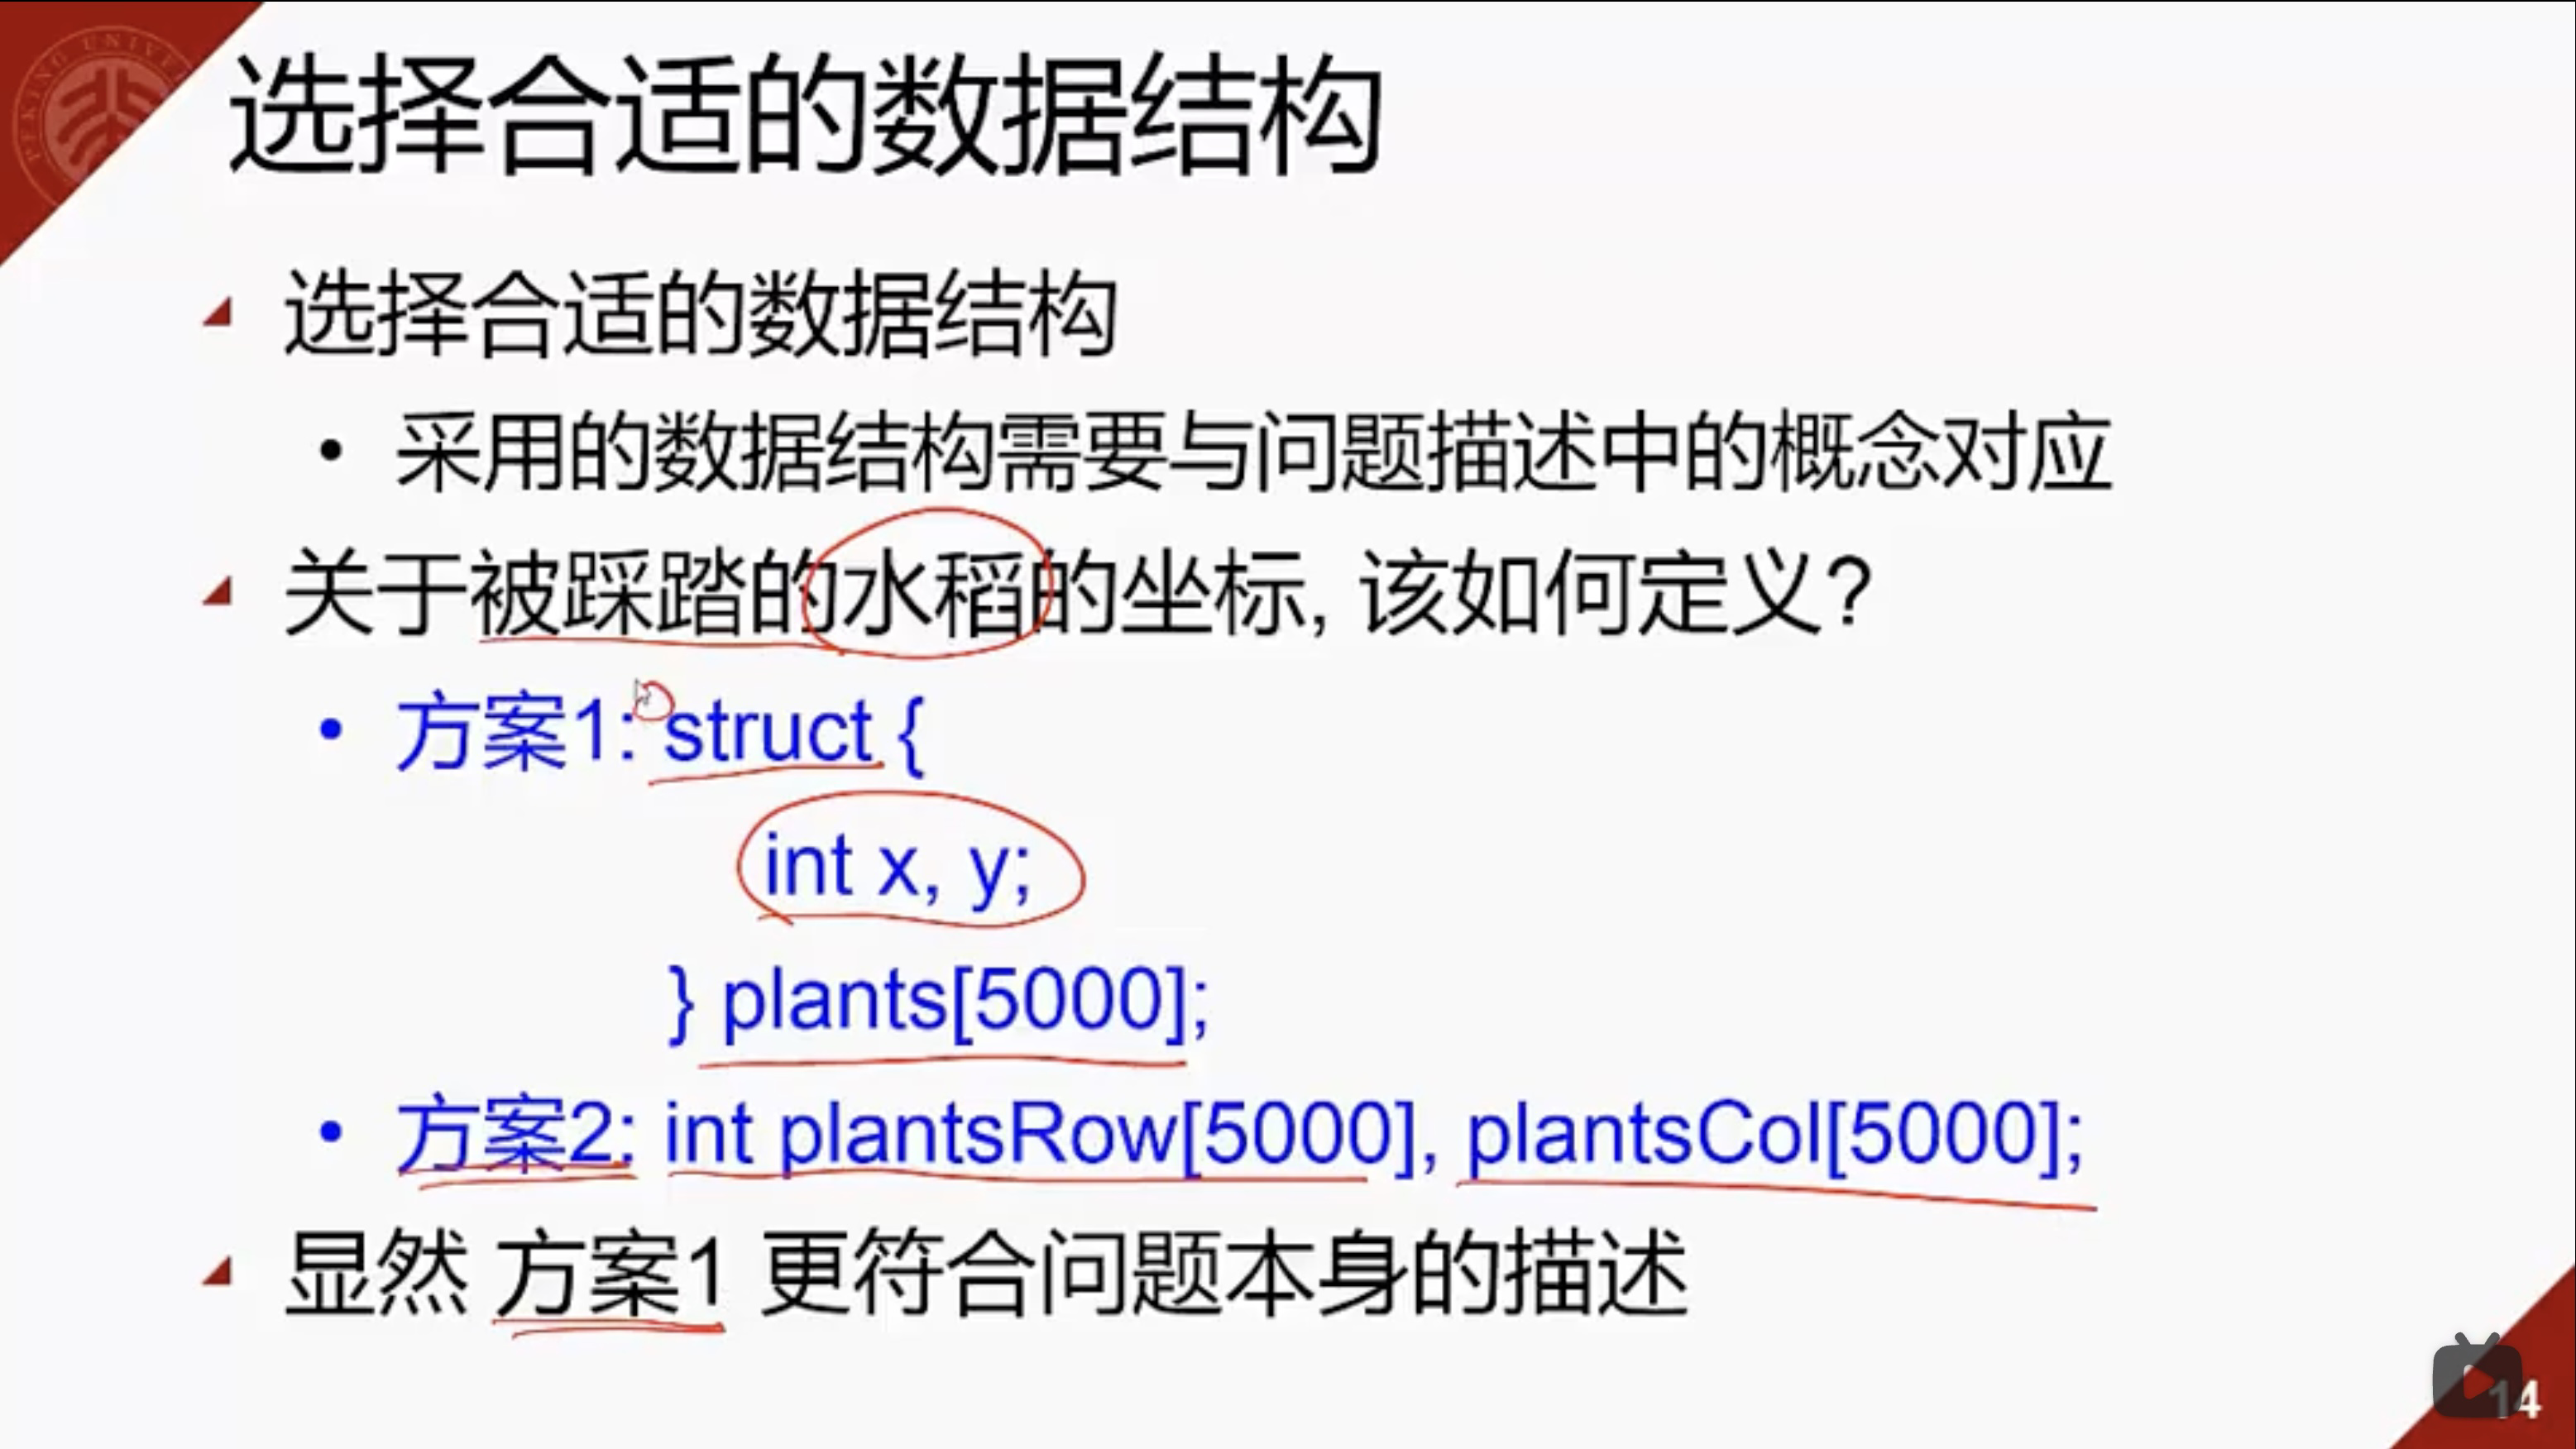 选择合适的数据结构
选择合适的数据结构
• 采用的数据结构需要与问题描述中的概念对应
关于被踩踏的水稻的坐标, 该如何定义?
• 方案1: struct {
int x, y;
} plants[5000];
• 方案2: int plantsRow[5000], plantsCol[5000];
显然 方案1 更符合问题本身的描述
14